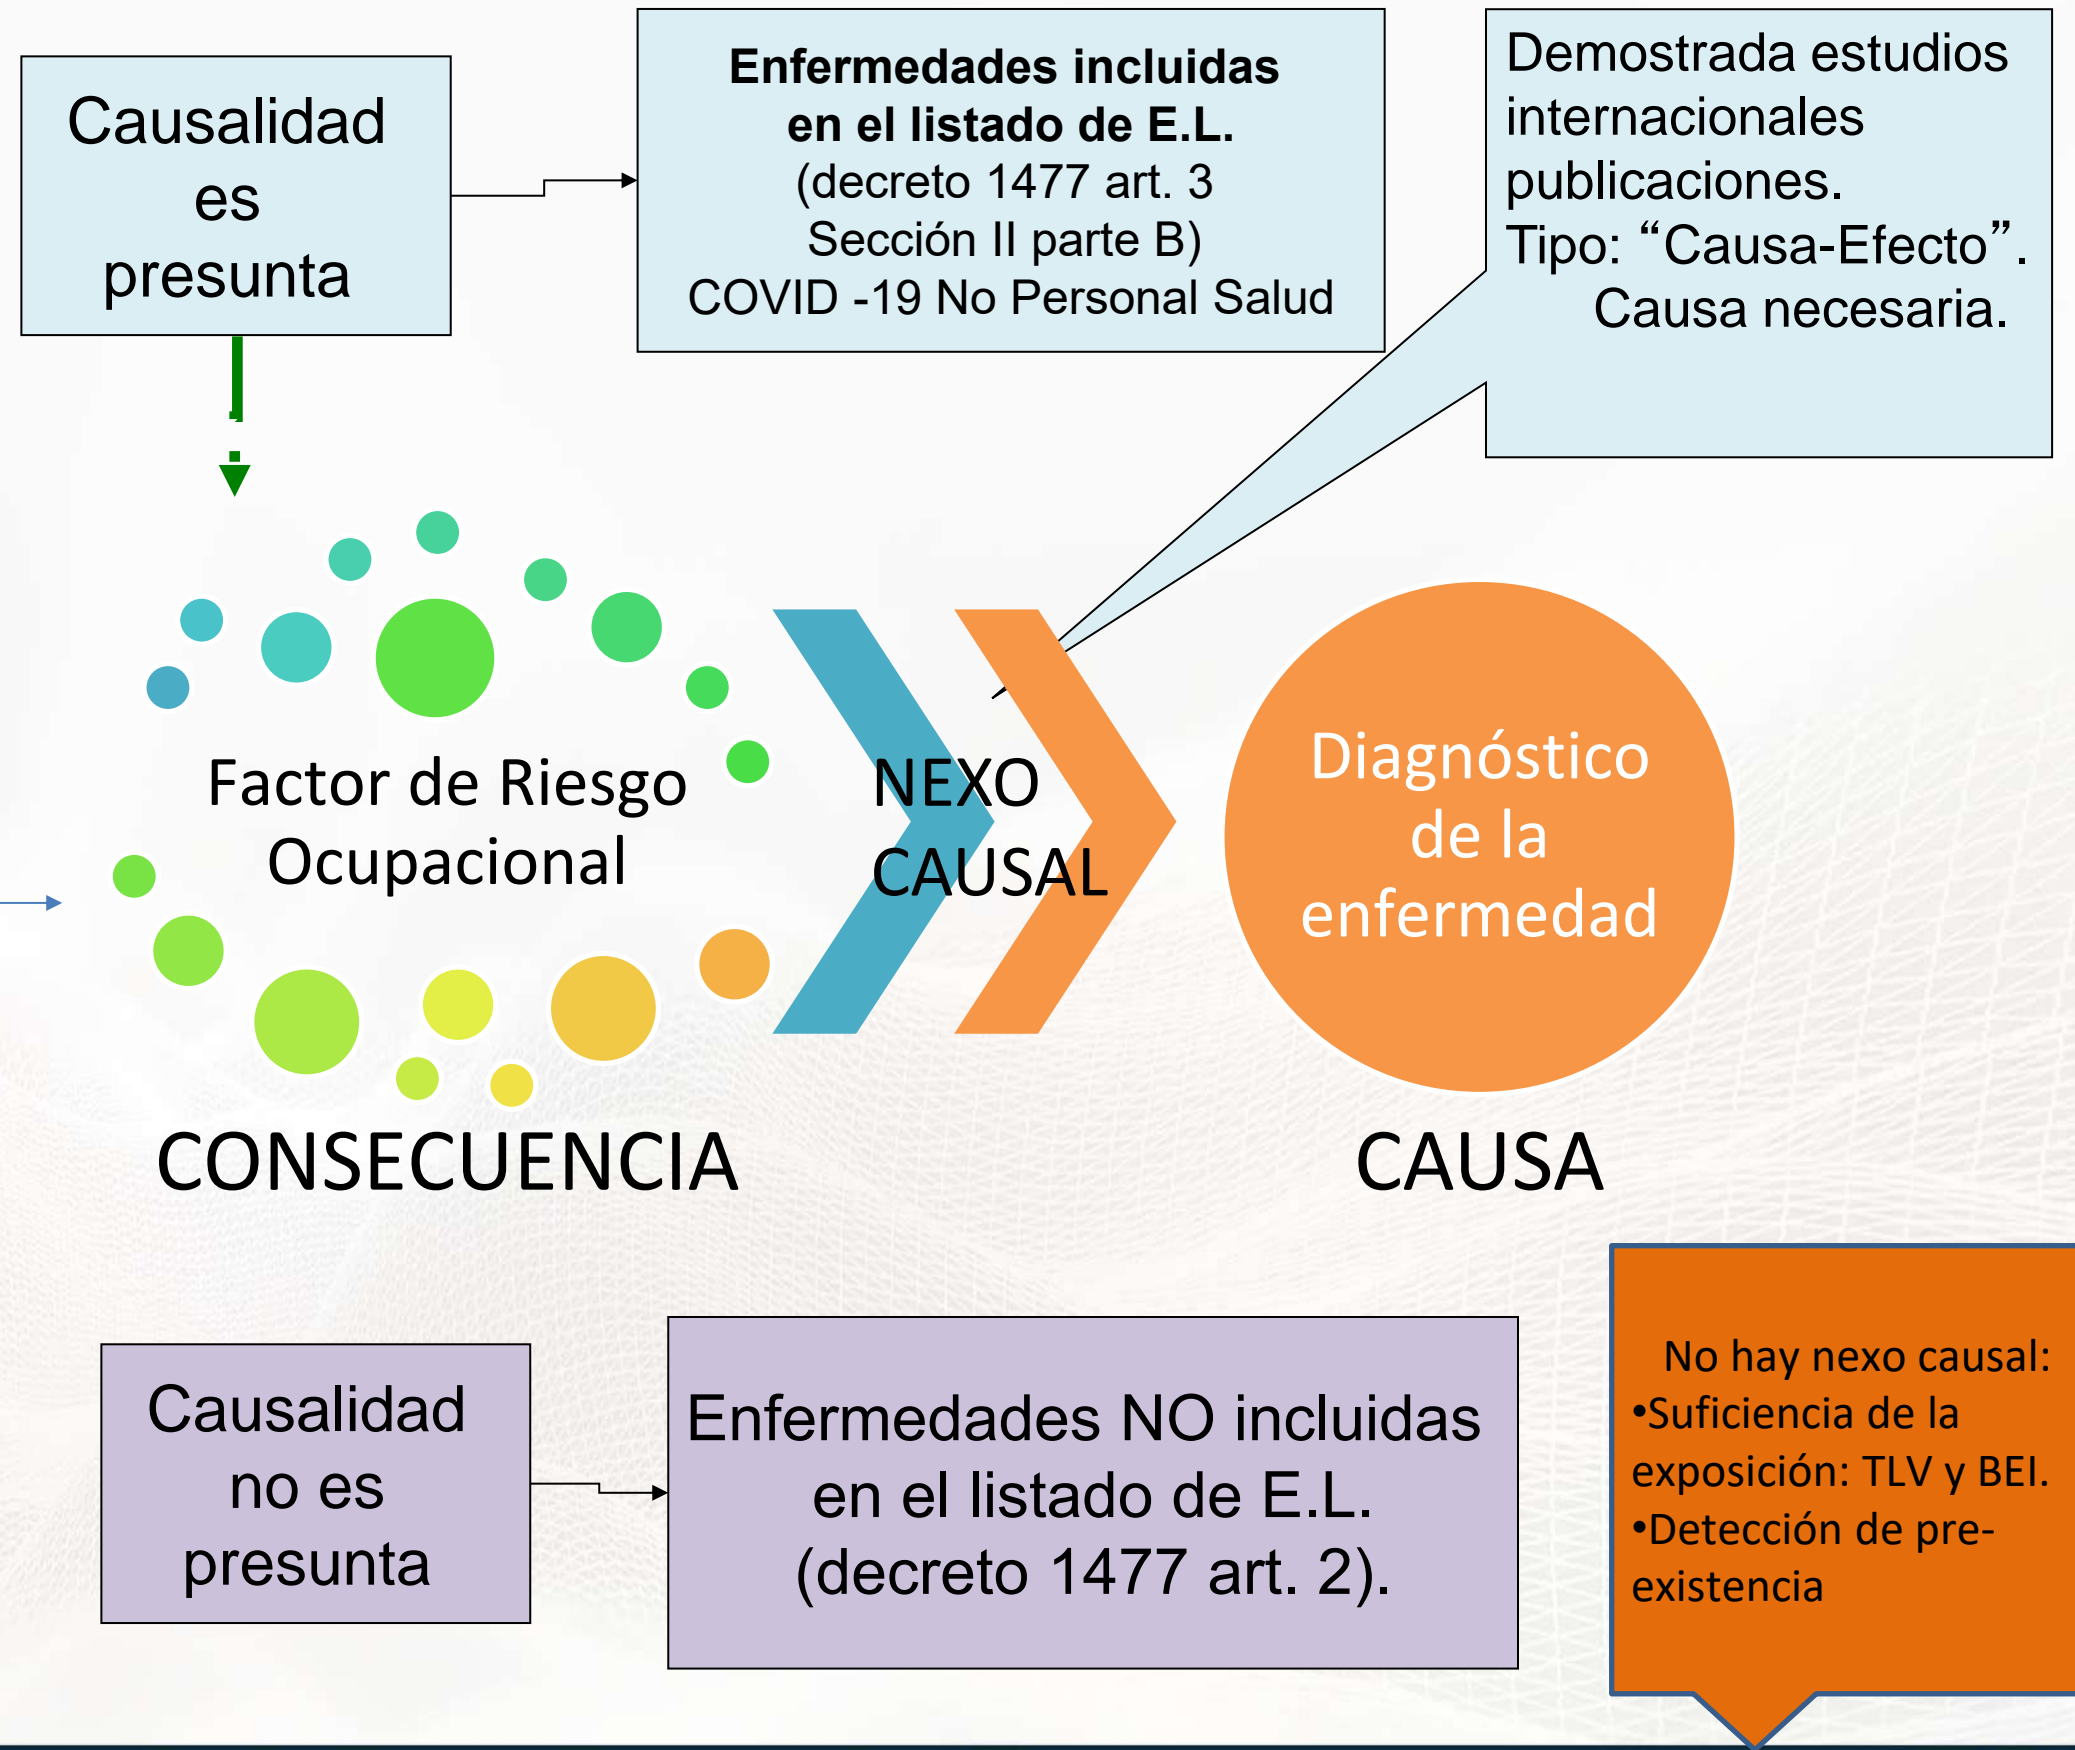 Causalidad
es
presunta
Enfermedades incluidas
en el listado de E.L.
(decreto 1477 art. 3
Sección II parte B)
COVID -19 No Personal Salud
Demostrada estudios
internacionales
publicaciones.
Tipo: “Causa-Efecto”.
Causa necesaria.
Factor de Riesgo
Ocupacional
NEXO
CAUSAL
Diagnóstico
de la
enfermedad
CONSECUENCIA
CAUSA
Causalidad
no es
presunta
Enfermedades NO incluidas
en el listado de E.L.
(decreto 1477 art. 2).
No hay nexo causal:
•Suficiencia de la
exposición: TLV y BEI.
•Detección de pre-
existencia